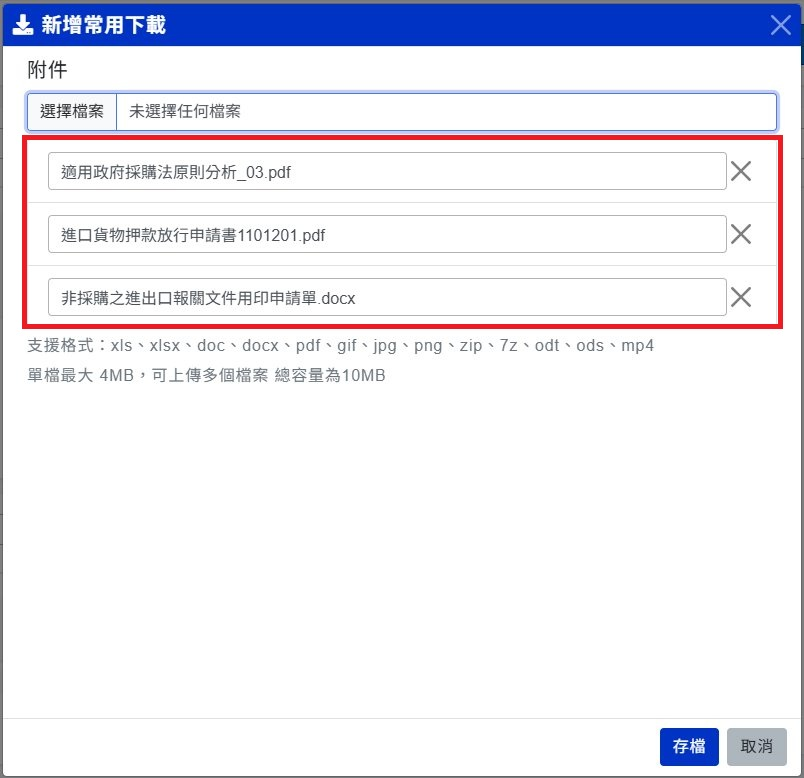 新增常用下載
附件
選擇檔案 未選擇任何檔案
適用政府採購法原則分析_03.pdf
進口貨物押款放行申請書1101201.pdf
非採購之進出口報關文件用印申請單.docx
支援格式：xls、xlsx、doc、docx、pdf、gif、jpg、png、zip、7z、odt、ods、mp4
單檔最大 4MB，可上傳多個檔案 總容量為10MB
存檔 取消